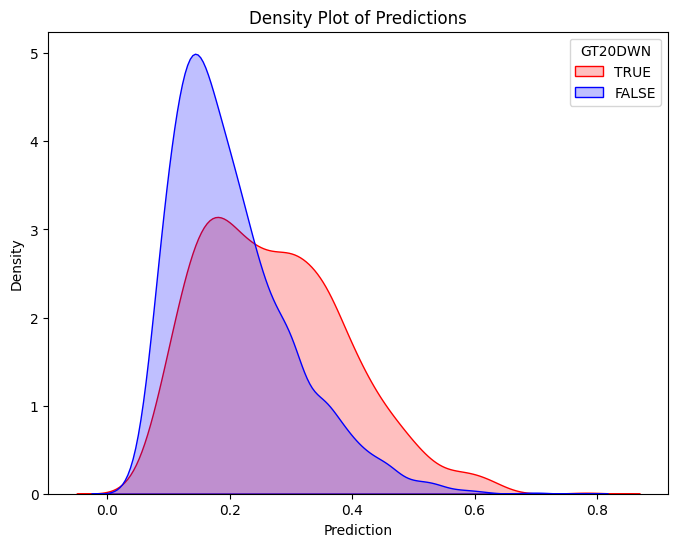 Density Plot of Predictions
GT20DWN
TRUE
FALSE
5
4
3
2
1
0
Density
0.0 0.2 0.4 0.6 0.8
Prediction